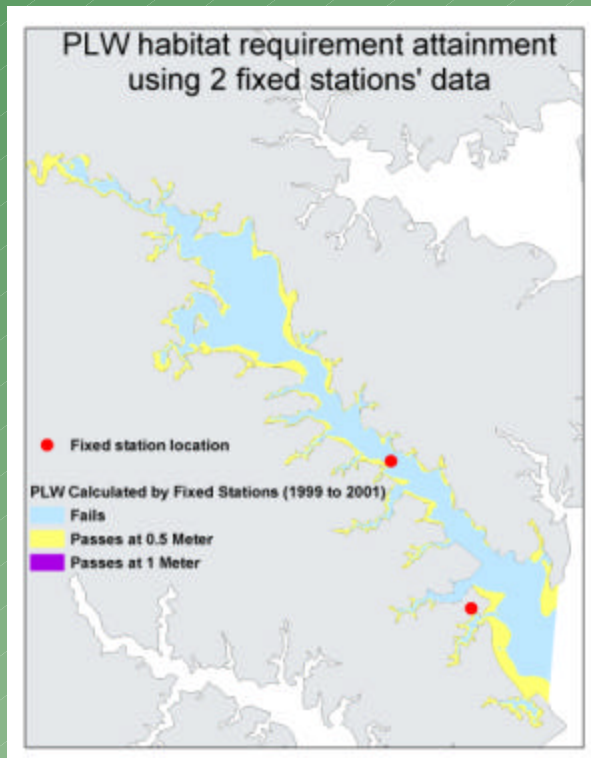 PLW habitat requirement attainment
using 2 fixed stations' data
Fixed station location
PLW Calculated by Fixed Stations (1999 to 2001)
Fails
Passes at 0.5 Meter
Passes at 1 Meter